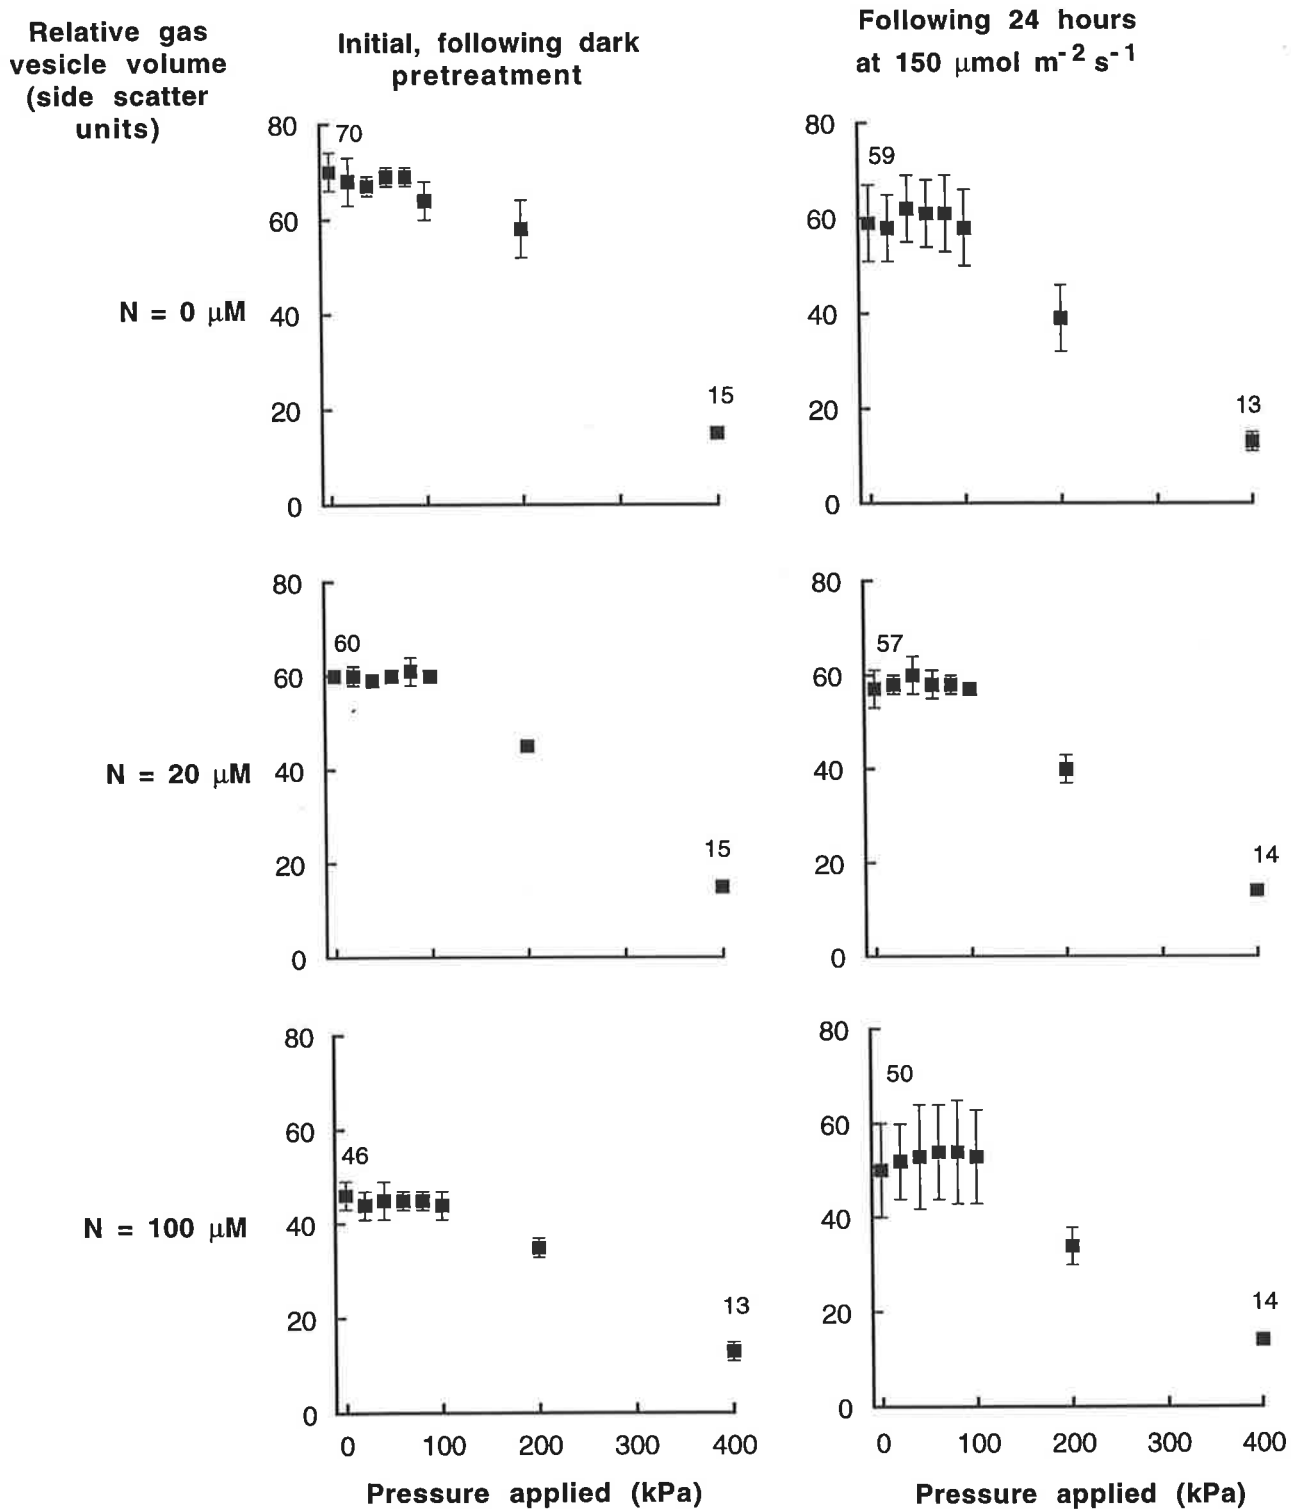 Relative gas
vesicle volume
(side scatter
units)
Initial, following dark
pretreatment
Following 24 hours
at 150 μmol m⁻² s⁻¹
N = 0 μM
80
60
40
20
0
70
15
80
60
40
20
0
59
13
N = 20 μM
80
60
40
20
0
60
15
80
60
40
20
0
57
14
N = 100 μM
80
60
40
20
0
46
13
0 100 200 300 400
Pressure applied (kPa)
80
60
40
20
0
50
14
0 100 200 300 400
Pressure applied (kPa)